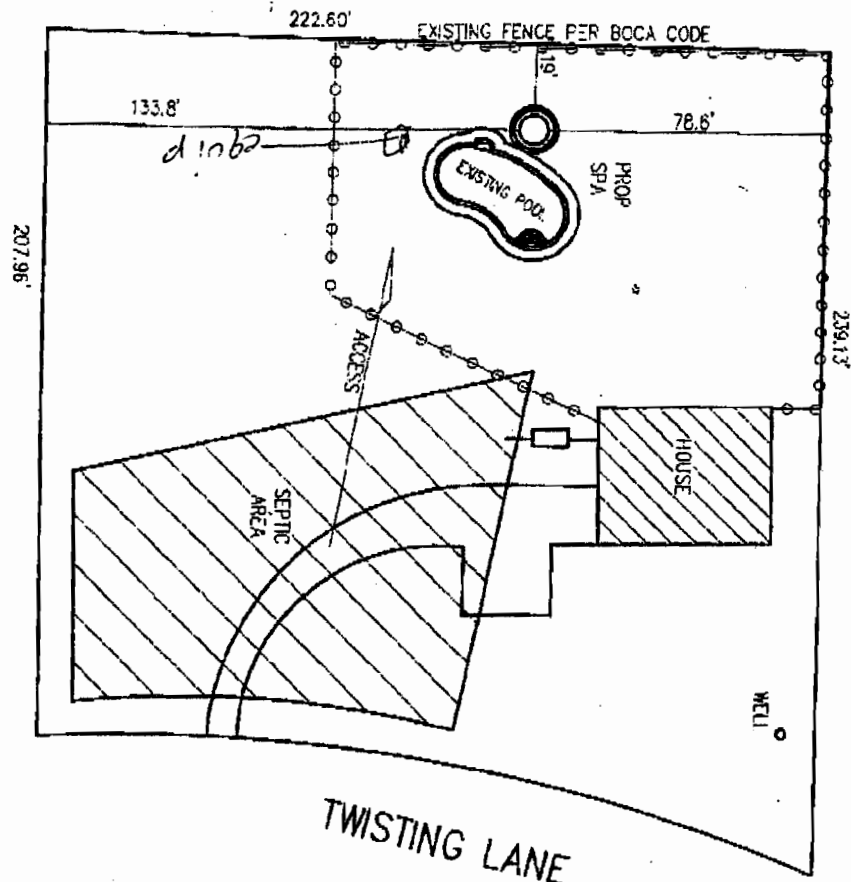 222.60'
EXISTING FENCE PER BOCA CODE
19'
133.8'
78.6'
equip
EXISTING POOL
PROP
SPA
207.96'
239.13'
ACCESS
HOUSE
SEPTIC
AREA
WELL
TWISTING LANE